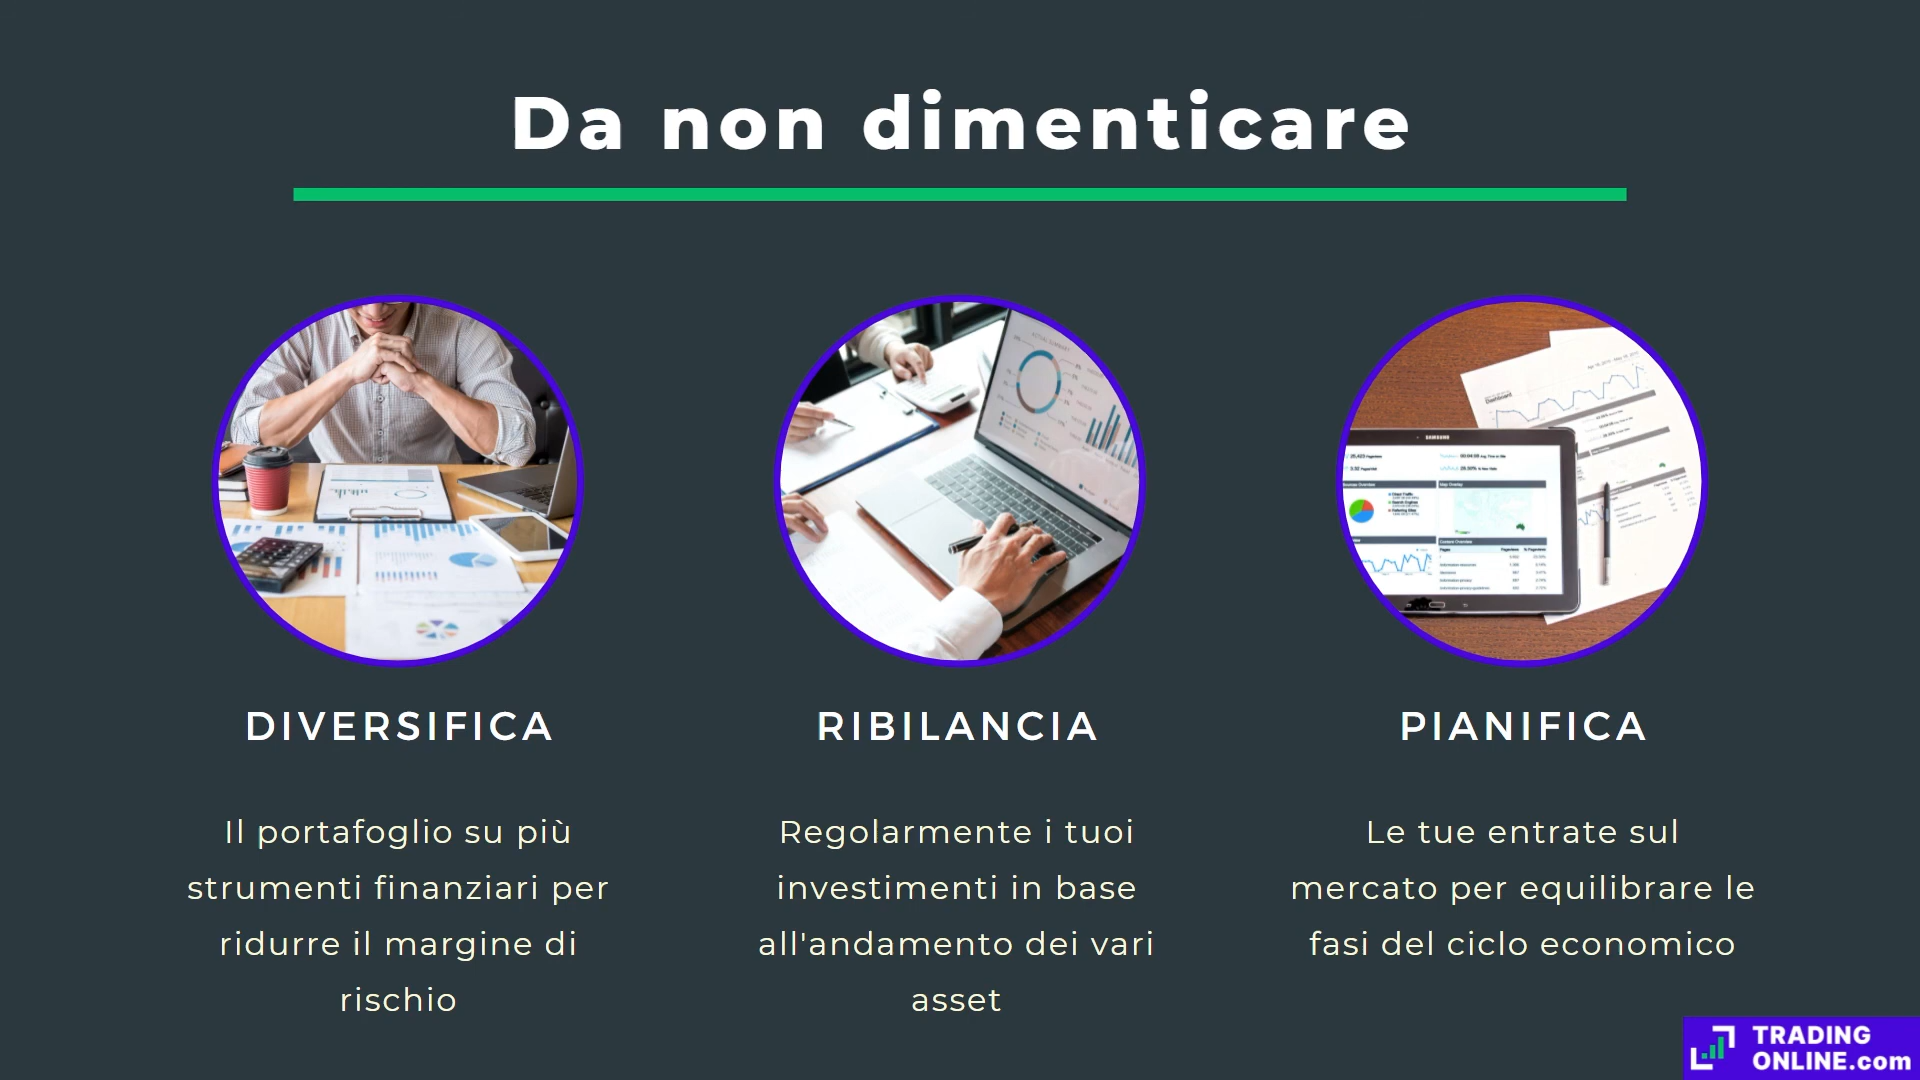 Da non dimenticare
DIVERSIFICA
Il portafoglio su più
strumenti finanziari per
ridurre il margine di
rischio
RIBILANCIA
Regolarmente i tuoi
investimenti in base
all'andamento dei vari
asset
SAMSUNG
PIANIFICA
Le tue entrate sul
mercato per equilibrare le
fasi del ciclo economico
TRADING
ONLINE.com